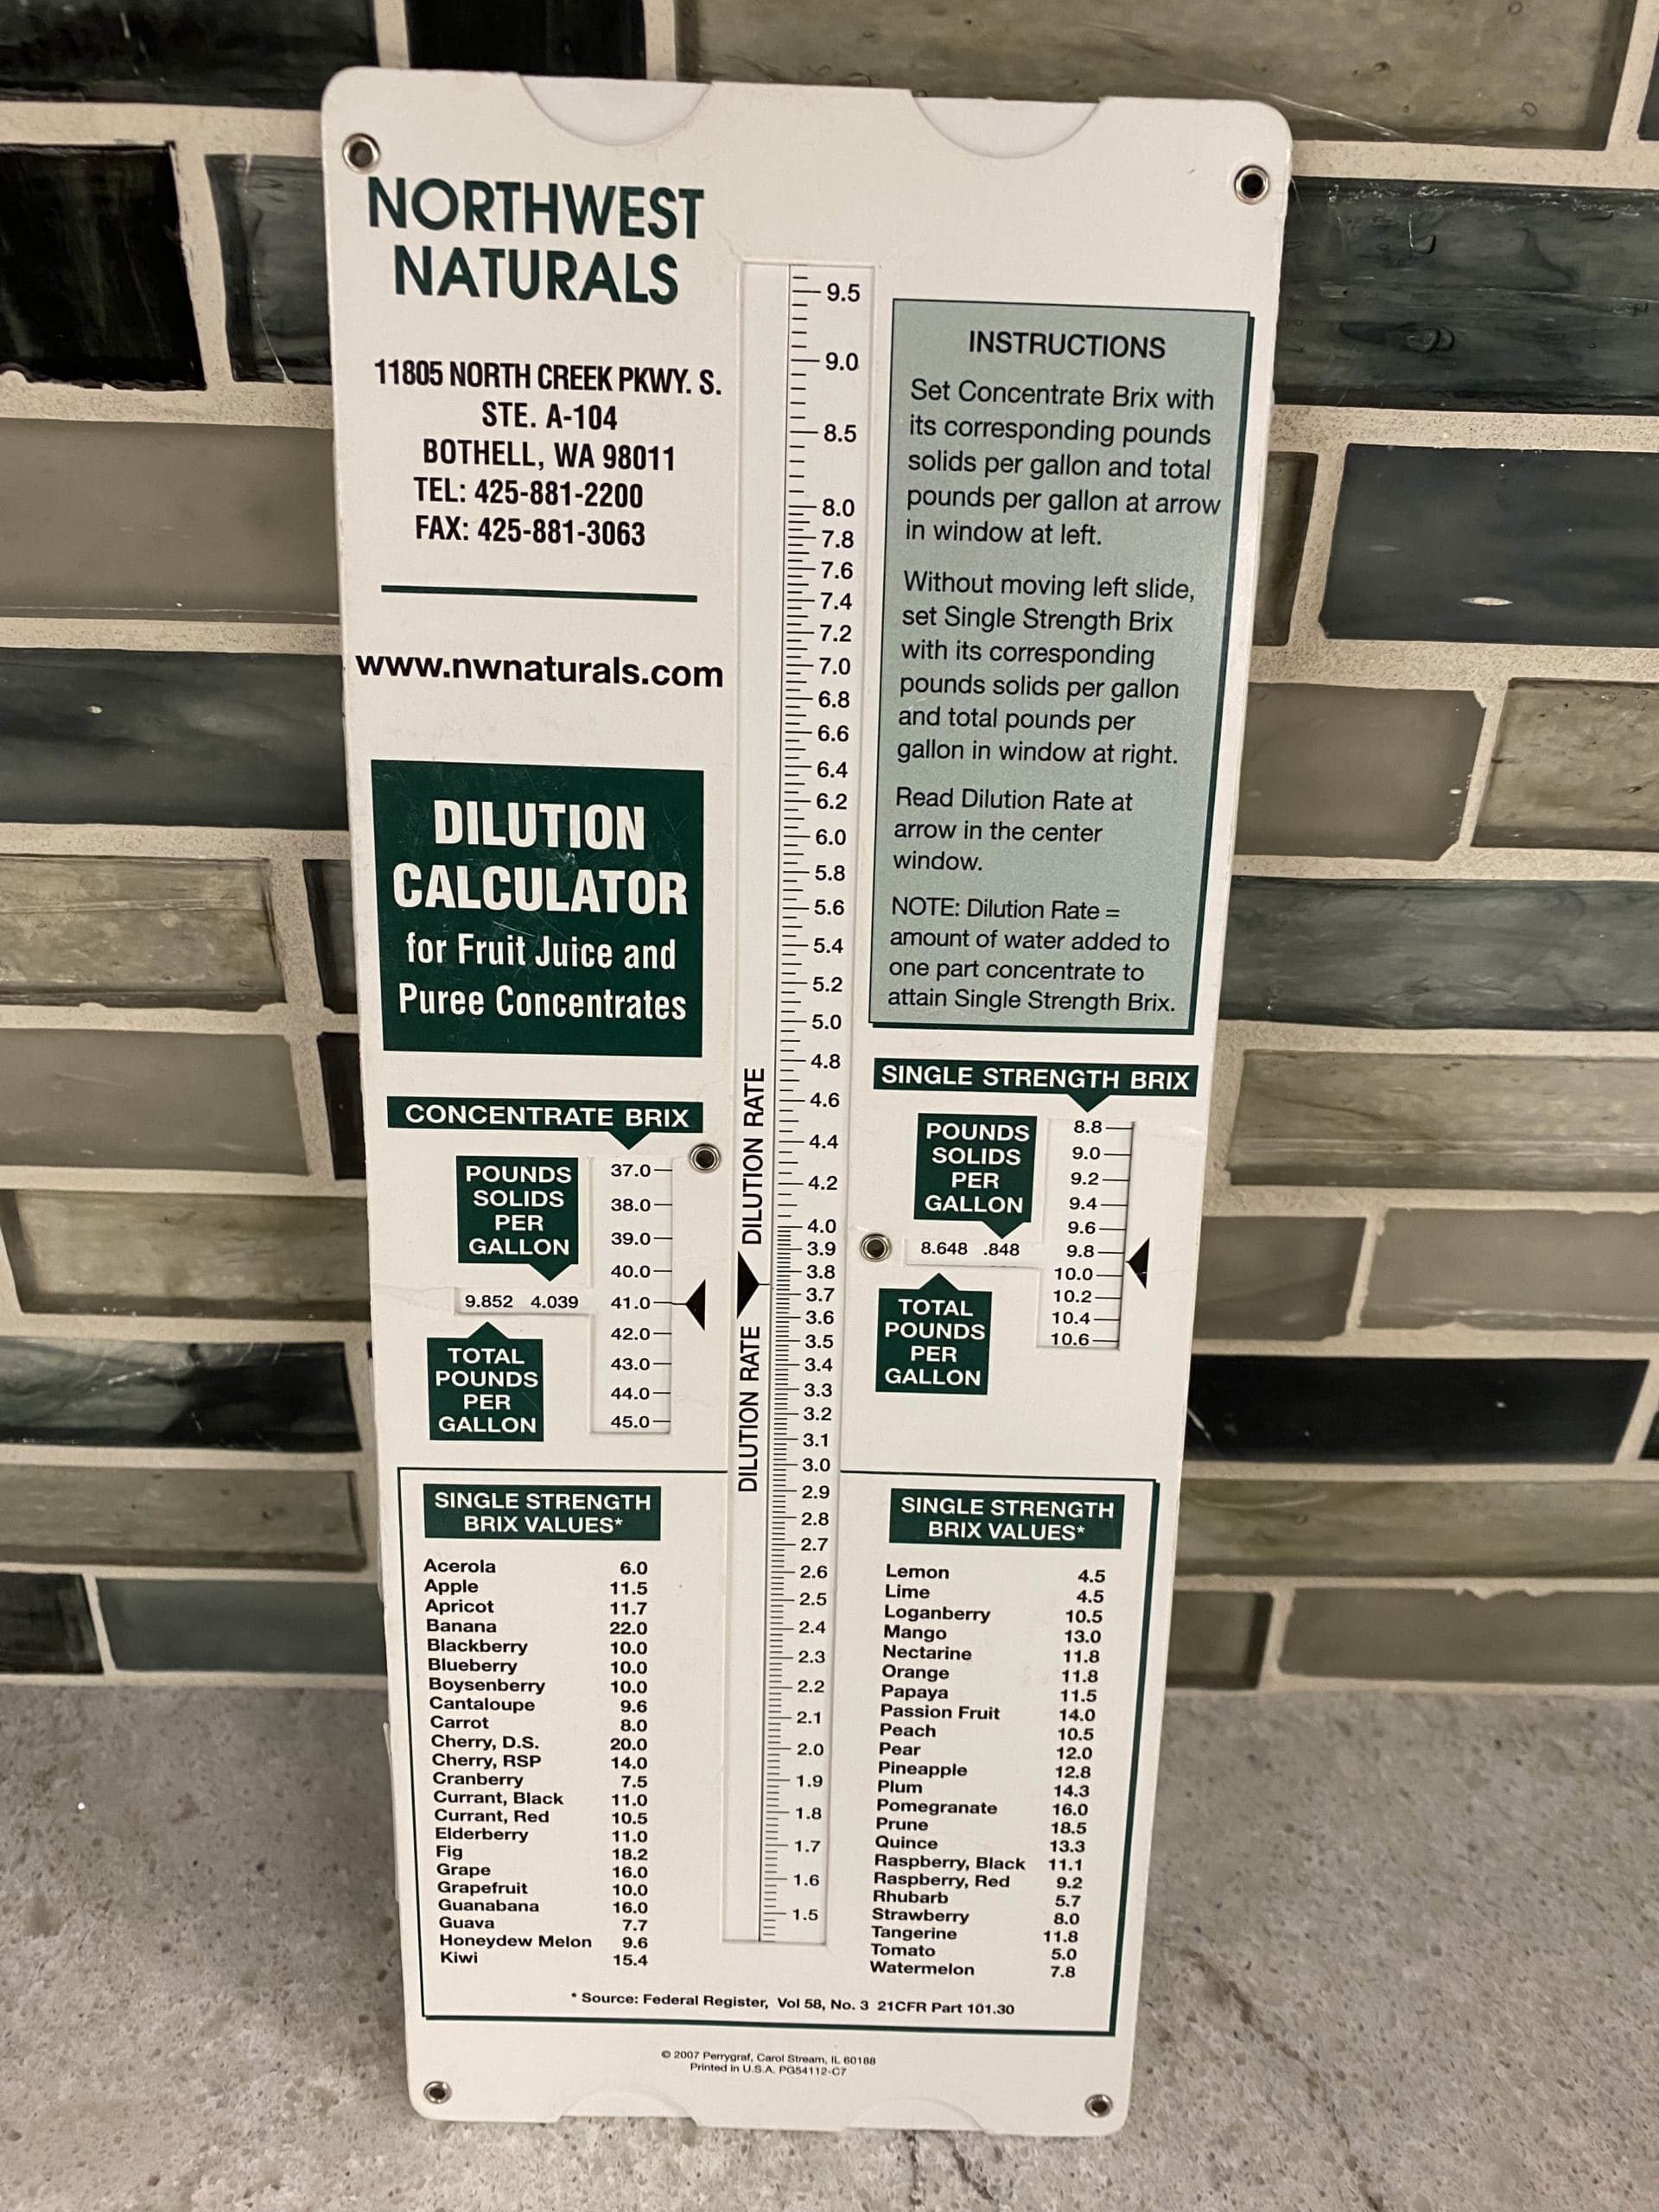 NORTHWEST
NATURALS
11805 NORTH CREEK PKWY. S.
STE. A-104
BOTHELL, WA 98011
TEL: 425-881-2200
FAX: 425-881-3063
www.nwnaturals.com
DILUTION
CALCULATOR
for Fruit Juice and
Puree Concentrates
CONCENTRATE BRIX
POUNDS
SOLIDS
PER
GALLON
37.0
38.0
39.0
40.0
9.852 4.039 41.0
42.0
43.0
44.0
45.0
TOTAL
POUNDS
PER
GALLON
DILUTION RATE
DILUTION RATE
9.5
9.0
8.5
8.0
7.8
7.6
7.4
7.2
7.0
6.8
6.6
6.4
6.2
6.0
5.8
5.6
5.4
5.2
5.0
4.8
4.6
4.4
4.2
4.0
3.9
3.8
3.7
3.6
3.5
3.4
3.3
3.2
3.1
3.0
2.9
2.8
2.7
2.6
2.5
2.4
2.3
2.2
2.1
2.0
1.9
1.8
1.7
1.6
1.5
INSTRUCTIONS
Set Concentrate Brix with
its corresponding pounds
solids per gallon and total
pounds per gallon at arrow
in window at left.
Without moving left slide,
set Single Strength Brix
with its corresponding
pounds solids per gallon
and total pounds per
gallon in window at right.
Read Dilution Rate at
arrow in the center
window.
NOTE: Dilution Rate =
amount of water added to
one part concentrate to
attain Single Strength Brix.
SINGLE STRENGTH BRIX
POUNDS
SOLIDS
PER
GALLON
8.8
9.0
9.2
9.4
9.6
8.648 .848 9.8
10.0
10.2
10.4
10.6
TOTAL
POUNDS
PER
GALLON
SINGLE STRENGTH
BRIX VALUES*
Acerola 6.0
Apple 11.5
Apricot 11.7
Banana 22.0
Blackberry 10.0
Blueberry 10.0
Boysenberry 10.0
Cantaloupe 9.6
Carrot 8.0
Cherry, D.S. 20.0
Cherry, RSP 14.0
Cranberry 7.5
Currant, Black 11.0
Currant, Red 10.5
Elderberry 11.0
Fig 18.2
Grape 16.0
Grapefruit 10.0
Guanabana 16.0
Guava 7.7
Honeydew Melon 9.6
Kiwi 15.4
SINGLE STRENGTH
BRIX VALUES*
Lemon 4.5
Lime 4.5
Loganberry 10.5
Mango 13.0
Nectarine 11.8
Orange 11.8
Papaya 11.5
Passion Fruit 14.0
Peach 10.5
Pear 12.0
Pineapple 12.8
Plum 14.3
Pomegranate 16.0
Prune 18.5
Quince 13.3
Raspberry, Black 11.1
Raspberry, Red 9.2
Rhubarb 5.7
Strawberry 8.0
Tangerine 11.8
Tomato 5.0
Watermelon 7.8
* Source: Federal Register, Vol 58, No. 3 21CFR Part 101.30
© 2007 Perrygraf, Carol Stream, IL 60188
Printed in U.S.A. PG54112-C7